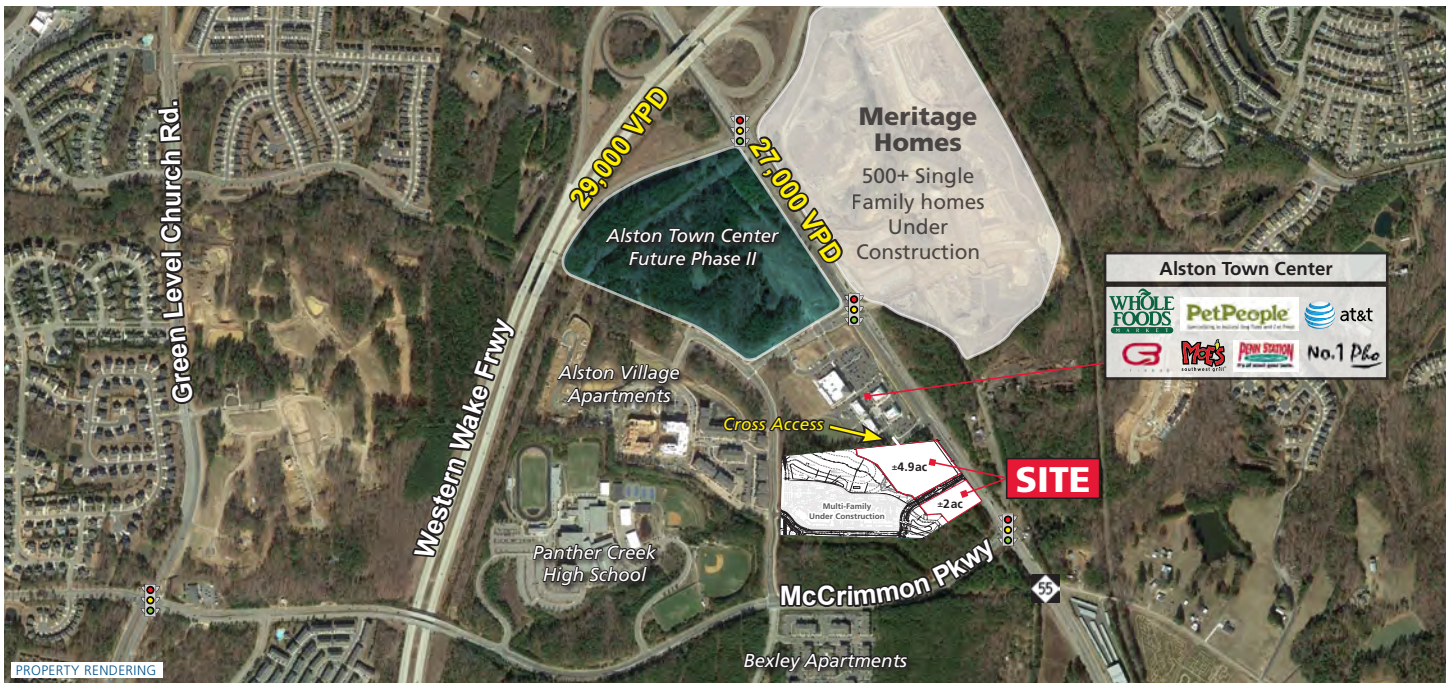 Green Level Church Rd.
29,000 VPD
27,000 VPD
Meritage
Homes
500+ Single
Family homes
Under
Construction
Alston Town Center
Future Phase II
Alston Town Center
WHOLE
FOODS
MARKET
PetPeople
at&t
CB
MOE'S
southwest grill
PENN STATION
No.1 Pho
Western Wake Frwy
Alston Village
Apartments
Cross Access
±4.9ac
SITE
±2ac
Multi-Family
Under Construction
Panther Creek
High School
McCrimmon Pkwy
55
Bexley Apartments
PROPERTY RENDERING